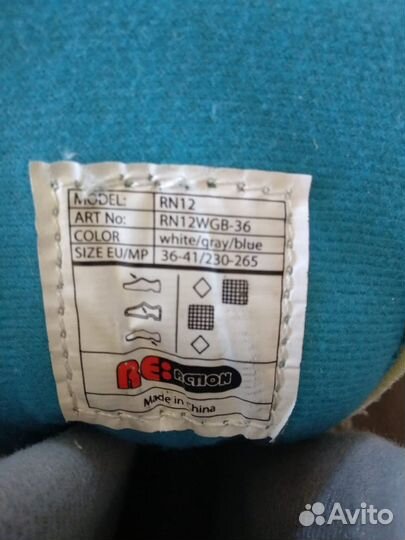 MODEL: RN12
ART No: RN12WGB-36
COLOR white/gray/blue
SIZE EU/MP 36-41/230-265
RE:ACTION
Made in China
Avito